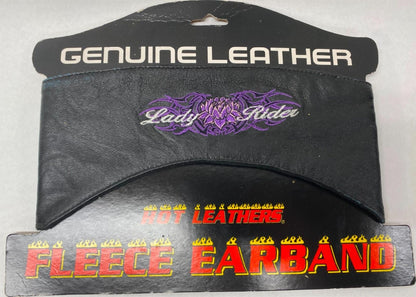 GENUINE LEATHER
Lady Rider
HOT LEATHERS
FLEECE EARBAND